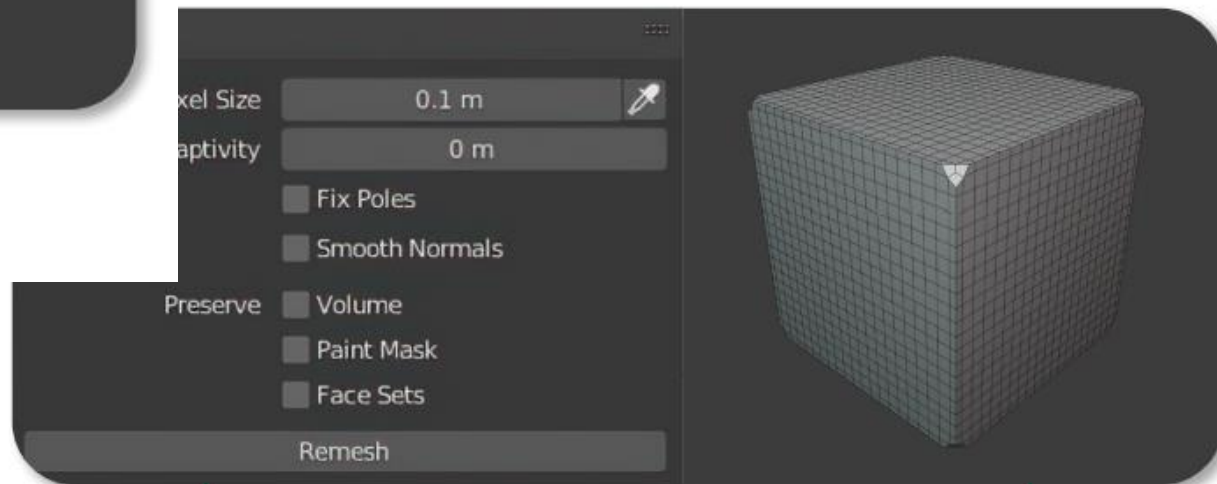 xel Size 0.1 m
aptivity 0 m
Fix Poles
Smooth Normals
Preserve Volume
Paint Mask
Face Sets
Remesh